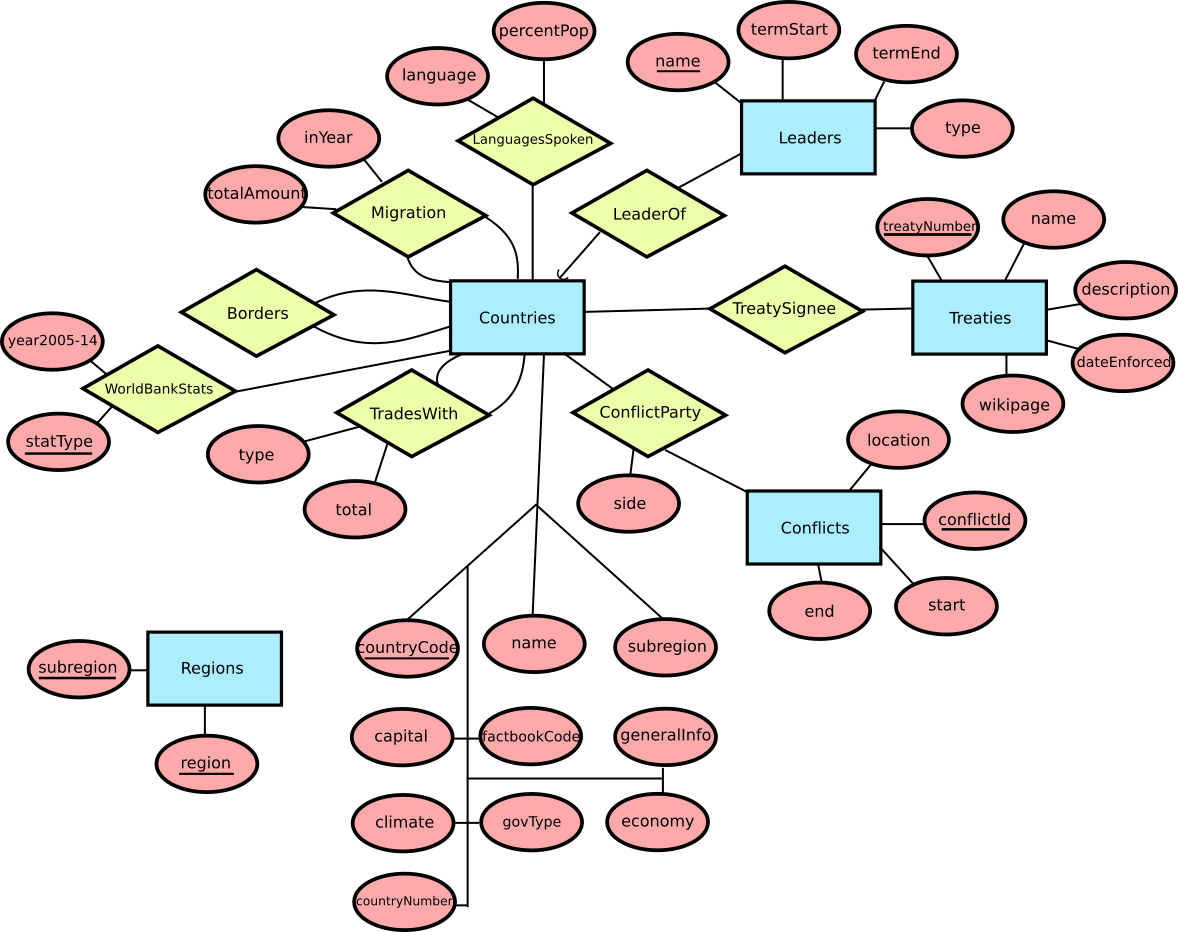 percentPop
termStart
termEnd
name
language
type
inYear
LanguagesSpoken
Leaders
totalAmount
Migration
LeaderOf
treatyNumber
name
description
Borders
Countries
TreatySignee
Treaties
year2005-14
dateEnforced
WorldBankStats
TradesWith
ConflictParty
wikipage
statType
type
location
total
side
Conflicts
conflictId
end
start
countryCode
name
subregion
subregion
Regions
capital
factbookCode
generalInfo
region
climate
govType
economy
countryNumber